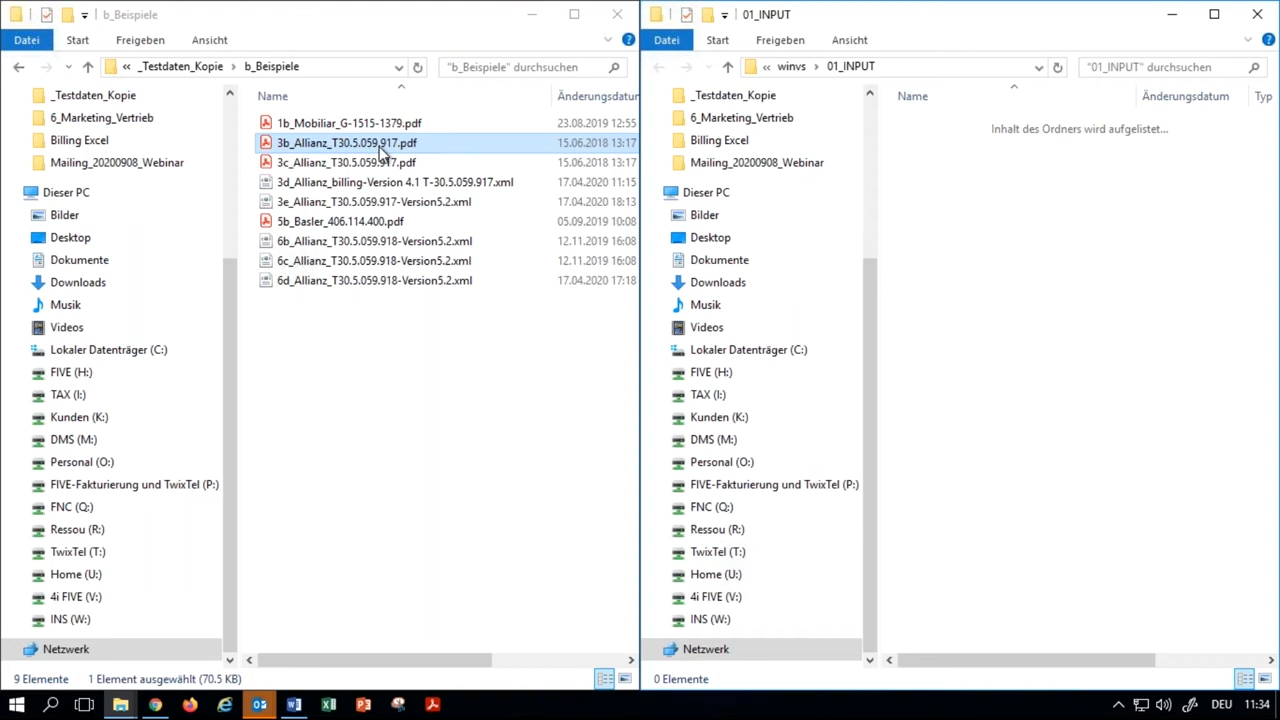 b_Beispiele
Datei
Start
Freigeben
Ansicht
« _Testdaten_Kopie > b_Beispiele
"b_Beispiele" durchsuchen
_Testdaten_Kopie
6_Marketing_Vertrieb
Billing Excel
Mailing_20200908_Webinar
Dieser PC
Bilder
Desktop
Dokumente
Downloads
Musik
Videos
Lokaler Datenträger (C:)
FIVE (H:)
TAX (I:)
Kunden (K:)
DMS (M:)
Personal (O:)
FIVE-Fakturierung und TwixTel (P:)
FNC (Q:)
Ressou (R:)
TwixTel (T:)
Home (U:)
4i FIVE (V:)
INS (W:)
Netzwerk
Name Änderungsdatum
1b_Mobiliar_G-1515-1379.pdf 23.08.2019 12:55
3b_Allianz_T30.5.059.917.pdf 15.06.2018 13:17
3c_Allianz_T30.5.059.917.pdf 15.06.2018 13:17
3d_Allianz_billing-Version 4.1 T-30.5.059.917.xml 17.04.2020 11:15
3e_Allianz_T30.5.059.917-Version5.2.xml 17.04.2020 18:13
5b_Basler_406.114.400.pdf 05.09.2019 10:08
6b_Allianz_T30.5.059.918-Version5.2.xml 12.11.2019 16:08
6c_Allianz_T30.5.059.918-Version5.2.xml 12.11.2019 16:08
6d_Allianz_T30.5.059.918-Version5.2.xml 17.04.2020 17:18
9 Elemente 1 Element ausgewählt (70.5 KB)
01_INPUT
Datei
Start
Freigeben
Ansicht
« winvs > 01_INPUT
"01_INPUT" durchsuchen
_Testdaten_Kopie
6_Marketing_Vertrieb
Billing Excel
Mailing_20200908_Webinar
Dieser PC
Bilder
Desktop
Dokumente
Downloads
Musik
Videos
Lokaler Datenträger (C:)
FIVE (H:)
TAX (I:)
Kunden (K:)
DMS (M:)
Personal (O:)
FIVE-Fakturierung und TwixTel (P:)
FNC (Q:)
Ressou (R:)
TwixTel (T:)
Home (U:)
4i FIVE (V:)
INS (W:)
Netzwerk
Name Änderungsdatum Typ
Inhalt des Ordners wird aufgelistet...
0 Elemente
DEU 11:34